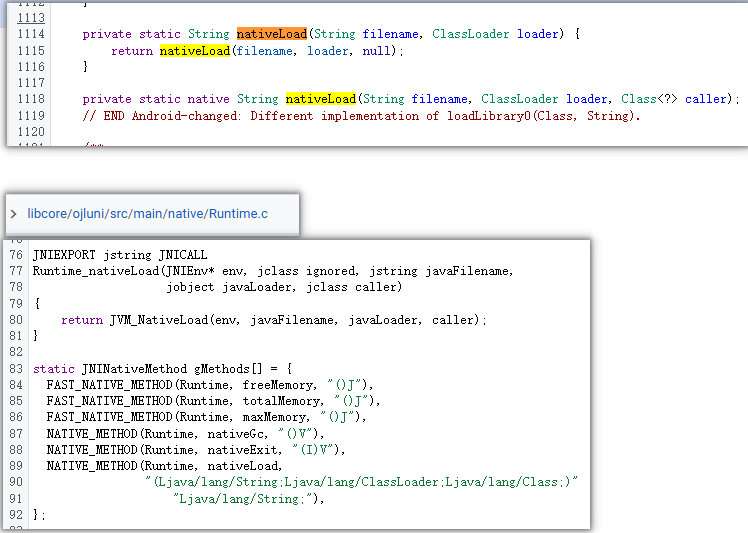 1112 }
1113
1114 private static String nativeLoad(String filename, ClassLoader loader) {
1115 return nativeLoad(filename, loader, null);
1116 }
1117
1118 private static native String nativeLoad(String filename, ClassLoader loader, Class<?> caller);
1119 // END Android-changed: Different implementation of loadLibrary0(Class, String).
1120
1121 /**
libcore/ojluni/src/main/native/Runtime.c
76 JNIEXPORT jstring JNICALL
77 Runtime_nativeLoad(JNIEnv* env, jclass ignored, jstring javaFilename,
78 jobject javaLoader, jclass caller)
79 {
80 return JVM_NativeLoad(env, javaFilename, javaLoader, caller);
81 }
82
83 static JNINativeMethod gMethods[] = {
84 FAST_NATIVE_METHOD(Runtime, freeMemory, "()J"),
85 FAST_NATIVE_METHOD(Runtime, totalMemory, "()J"),
86 FAST_NATIVE_METHOD(Runtime, maxMemory, "()J"),
87 NATIVE_METHOD(Runtime, nativeGc, "()V"),
88 NATIVE_METHOD(Runtime, nativeExit, "(I)V"),
89 NATIVE_METHOD(Runtime, nativeLoad,
90 "(Ljava/lang/String;Ljava/lang/ClassLoader;Ljava/lang/Class;)"
91 "Ljava/lang/String;"),
92 };